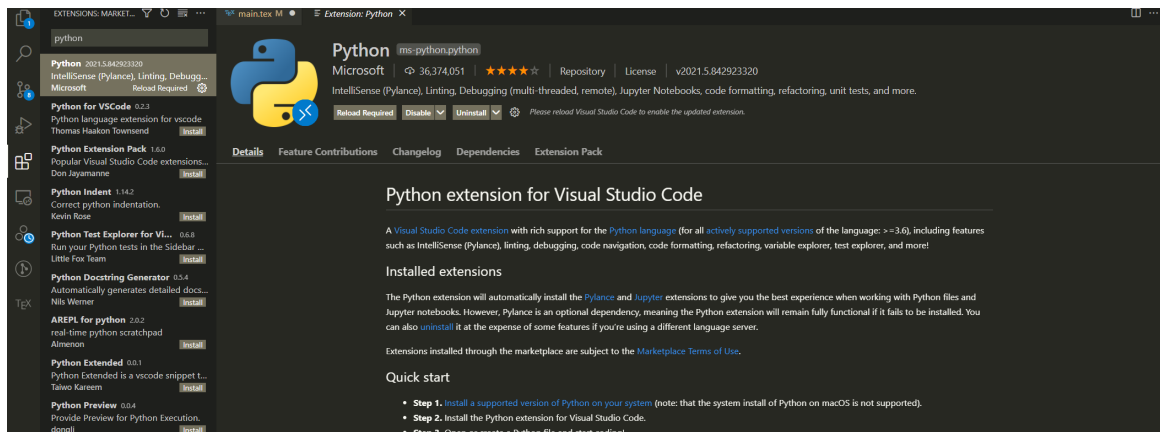 EXTENSIONS: MARKET...
python
Python 2021.5.842923320
IntelliSense (Pylance), Linting, Debugg...
Microsoft Reload Required
Python for VSCode 0.2.3
Python language extension for vscode
Thomas Haakon Townsend Install
Python Extension Pack 1.6.0
Popular Visual Studio Code extensions...
Don Jayamanne Install
Python Indent 1.14.2
Correct python indentation.
Kevin Rose Install
Python Test Explorer for Vi... 0.6.8
Run your Python tests in the Sidebar ...
Little Fox Team Install
Python Docstring Generator 0.5.4
Automatically generates detailed docs...
Nils Werner Install
AREPL for python 2.0.2
real-time python scratchpad
Almenon Install
Python Extended 0.0.1
Python Extended is a vscode snippet t...
Taiwo Kareem Install
Python Preview 0.0.4
Provide Preview for Python Execution.
dongli Install
1
8
TEX
main.tex M
Extension: Python
Python ms-python.python
Microsoft 36,374,051 Repository License v2021.5.842923320
IntelliSense (Pylance), Linting, Debugging (multi-threaded, remote), Jupyter Notebooks, code formatting, refactoring, unit tests, and more.
Reload Required Disable Uninstall Please reload Visual Studio Code to enable the updated extension.
Details Feature Contributions Changelog Dependencies Extension Pack
Python extension for Visual Studio Code
A Visual Studio Code extension with rich support for the Python language (for all actively supported versions of the language: >=3.6), including features
such as IntelliSense (Pylance), linting, debugging, code navigation, code formatting, refactoring, variable explorer, test explorer, and more!
Installed extensions
The Python extension will automatically install the Pylance and Jupyter extensions to give you the best experience when working with Python files and
Jupyter notebooks. However, Pylance is an optional dependency, meaning the Python extension will remain fully functional if it fails to be installed. You
can also uninstall it at the expense of some features if you're using a different language server.
Extensions installed through the marketplace are subject to the Marketplace Terms of Use.
Quick start
• Step 1. Install a supported version of Python on your system (note: that the system install of Python on macOS is not supported).
• Step 2. Install the Python extension for Visual Studio Code.
• Step 3. Open or create a Python file and start coding!